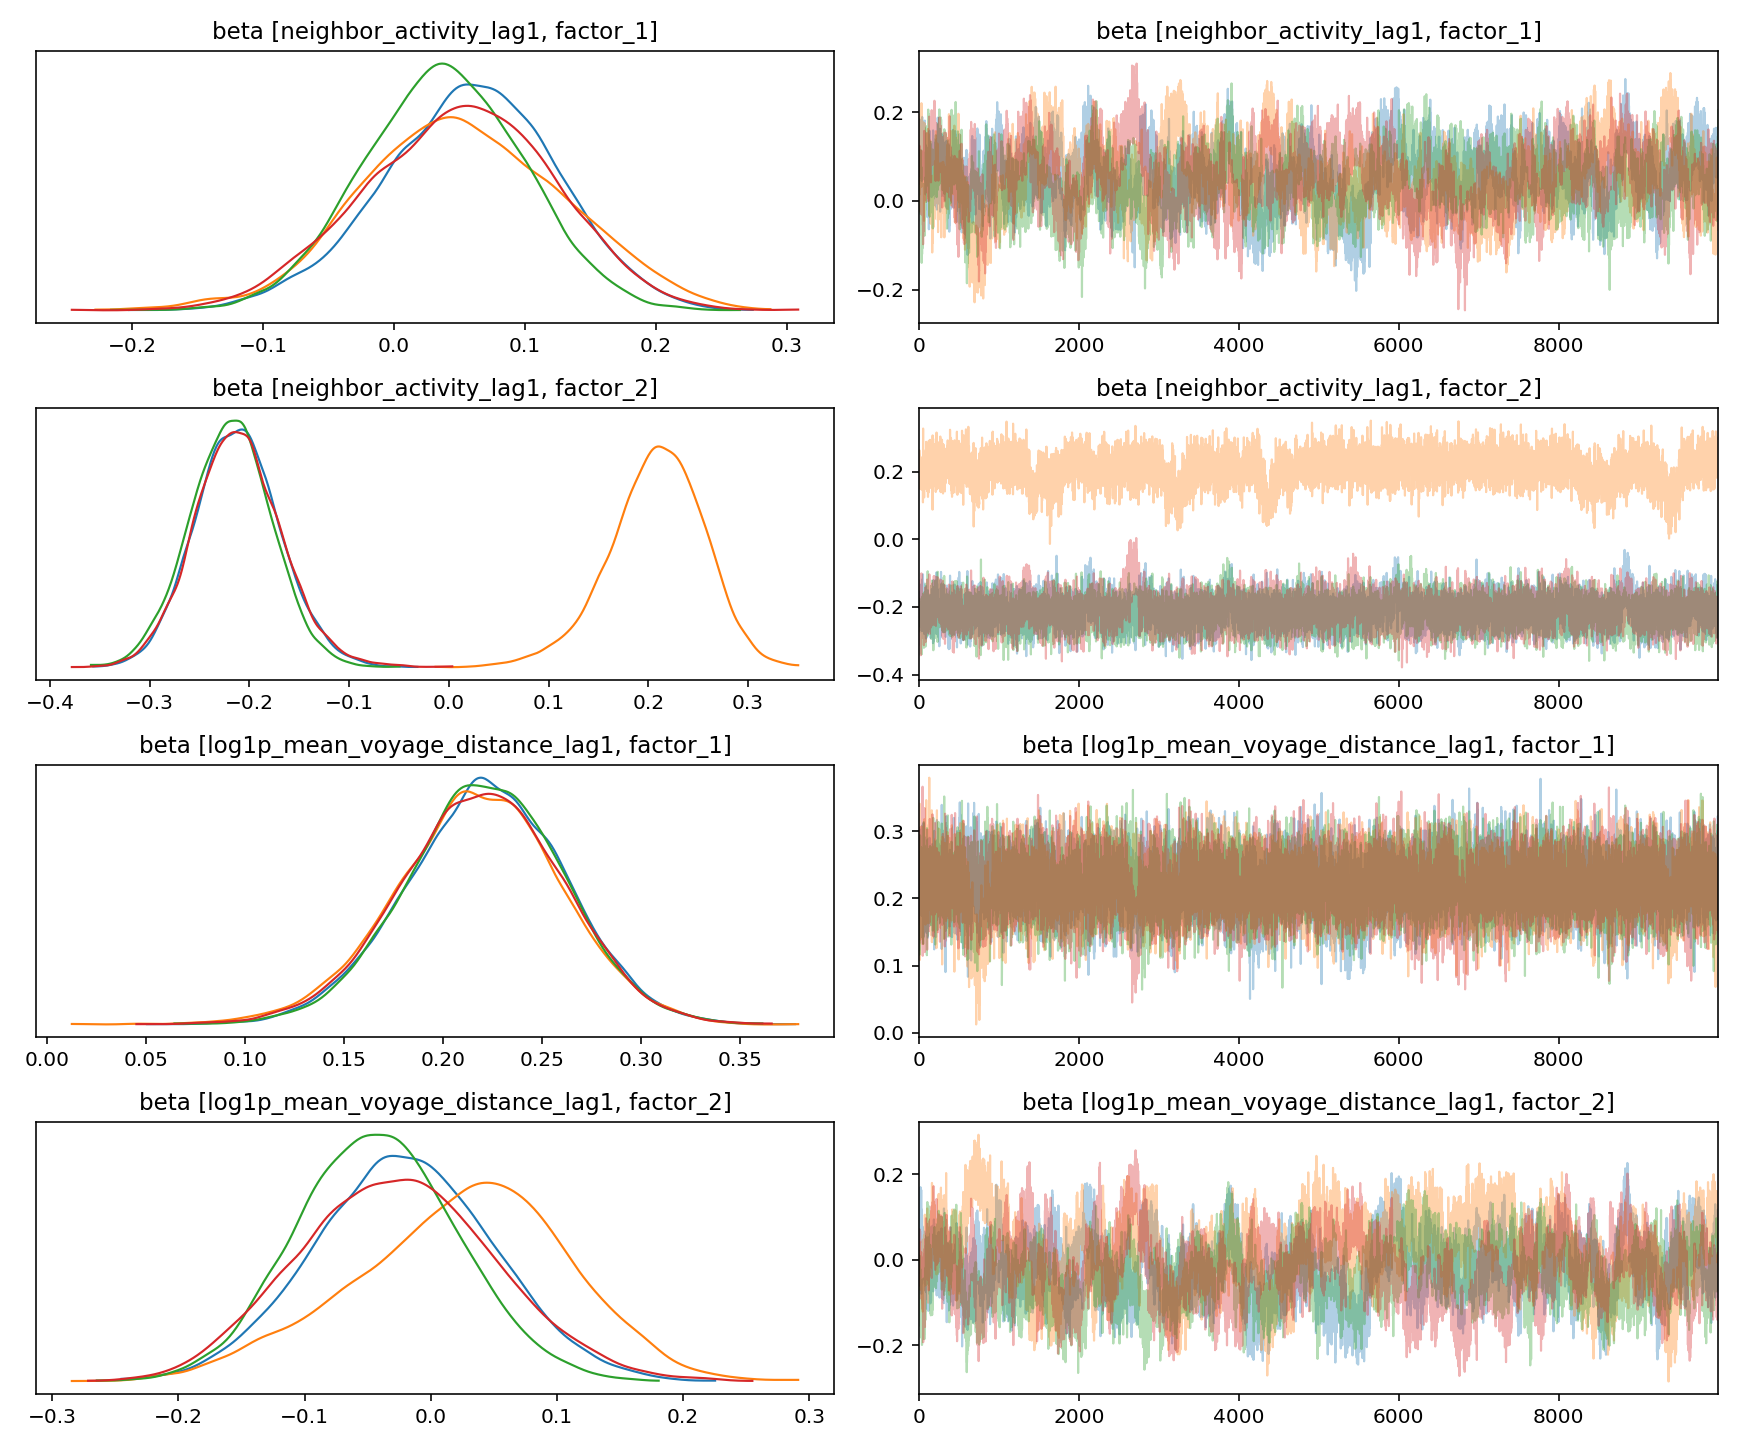 beta [neighbor_activity_lag1, factor_1]
beta [neighbor_activity_lag1, factor_1]
0.2
0.0
−0.2
−0.2 −0.1 0.0 0.1 0.2 0.3
0 2000 4000 6000 8000
beta [neighbor_activity_lag1, factor_2]
beta [neighbor_activity_lag1, factor_2]
0.2
0.0
−0.2
−0.4
−0.4 −0.3 −0.2 −0.1 0.0 0.1 0.2 0.3
0 2000 4000 6000 8000
beta [log1p_mean_voyage_distance_lag1, factor_1]
beta [log1p_mean_voyage_distance_lag1, factor_1]
0.3
0.2
0.1
0.0
0.00 0.05 0.10 0.15 0.20 0.25 0.30 0.35
0 2000 4000 6000 8000
beta [log1p_mean_voyage_distance_lag1, factor_2]
beta [log1p_mean_voyage_distance_lag1, factor_2]
0.2
0.0
−0.2
−0.3 −0.2 −0.1 0.0 0.1 0.2 0.3
0 2000 4000 6000 8000